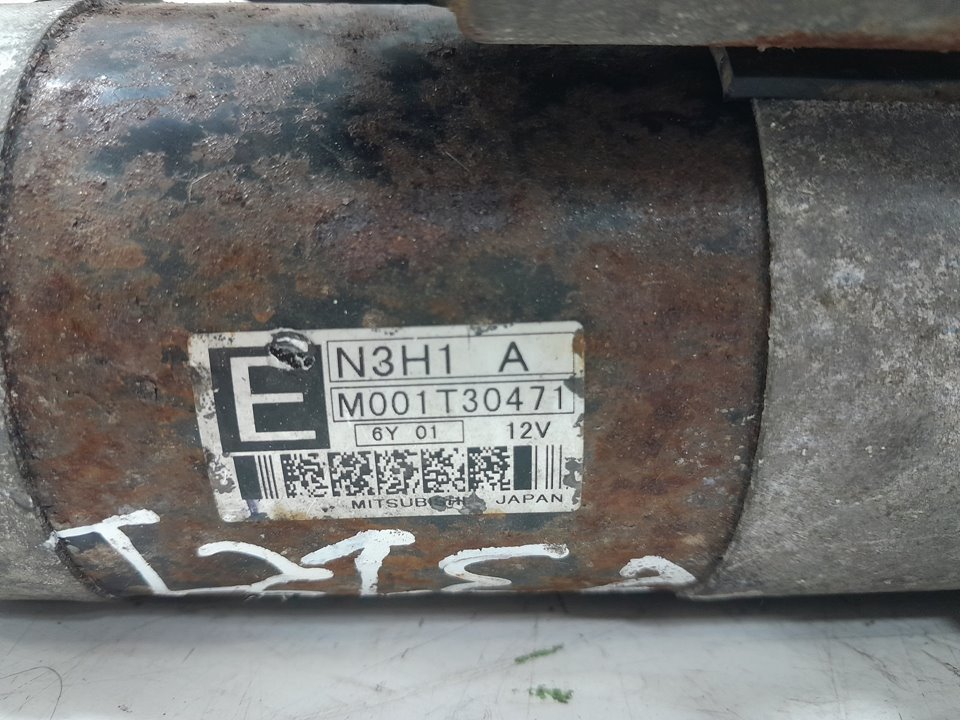 E
N3H1 A
M001T30471
6Y 01 12V
MITSUBISHI JAPAN